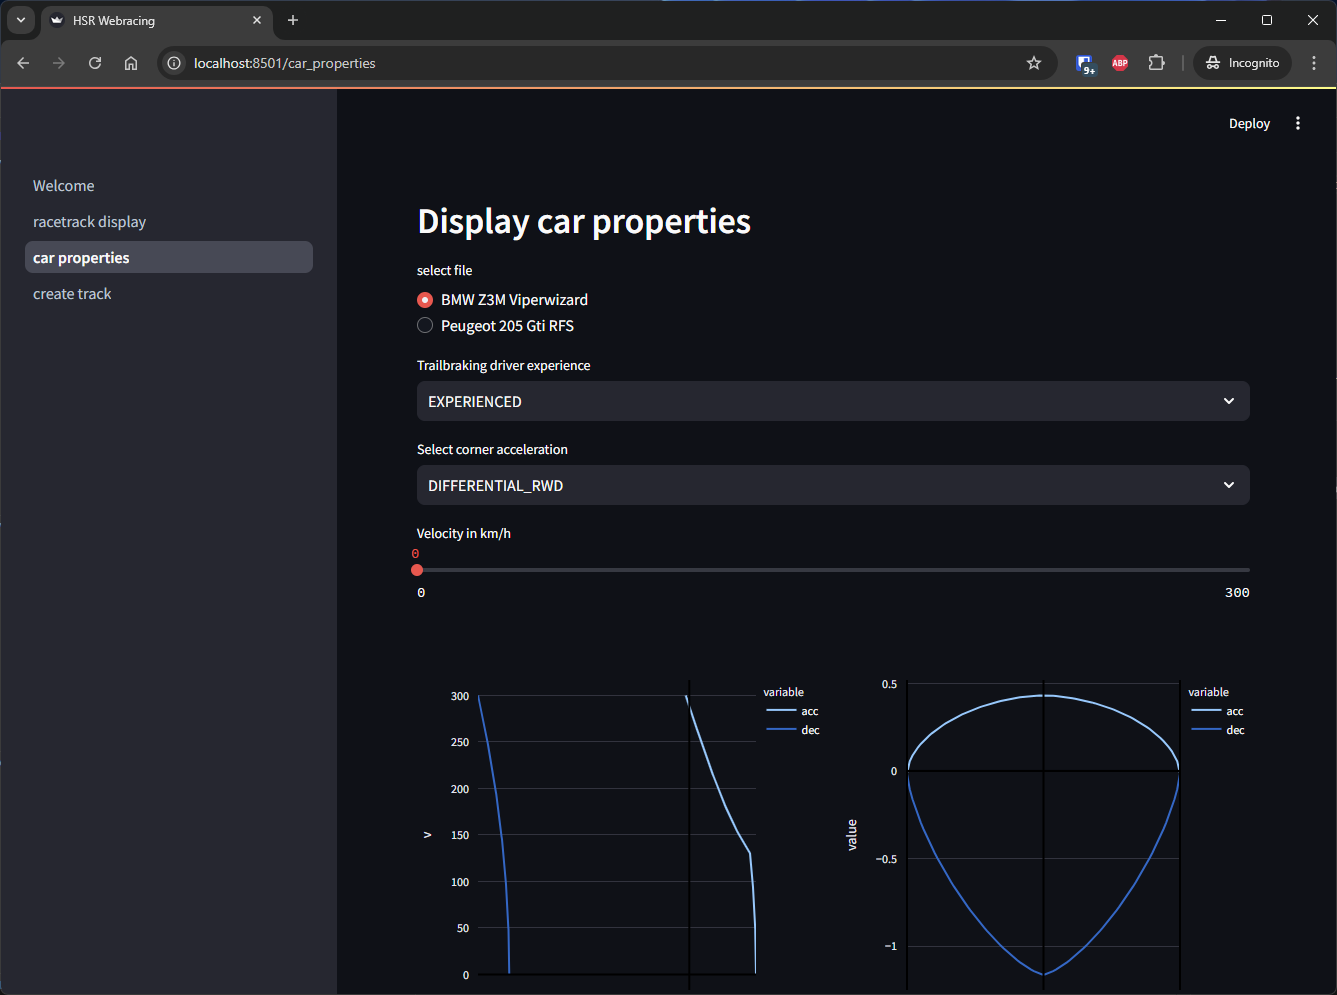 HSR Webracing
localhost:8501/car_properties
9+
ABP
Incognito
Deploy
Welcome
racetrack display
car properties
create track
Display car properties
select file
BMW Z3M Viperwizard
Peugeot 205 Gti RFS
Trailbraking driver experience
EXPERIENCED
Select corner acceleration
DIFFERENTIAL_RWD
Velocity in km/h
0
0 300
300
250
200
150
100
50
0
v
variable
acc
dec
0.5
0
−0.5
−1
value
variable
acc
dec